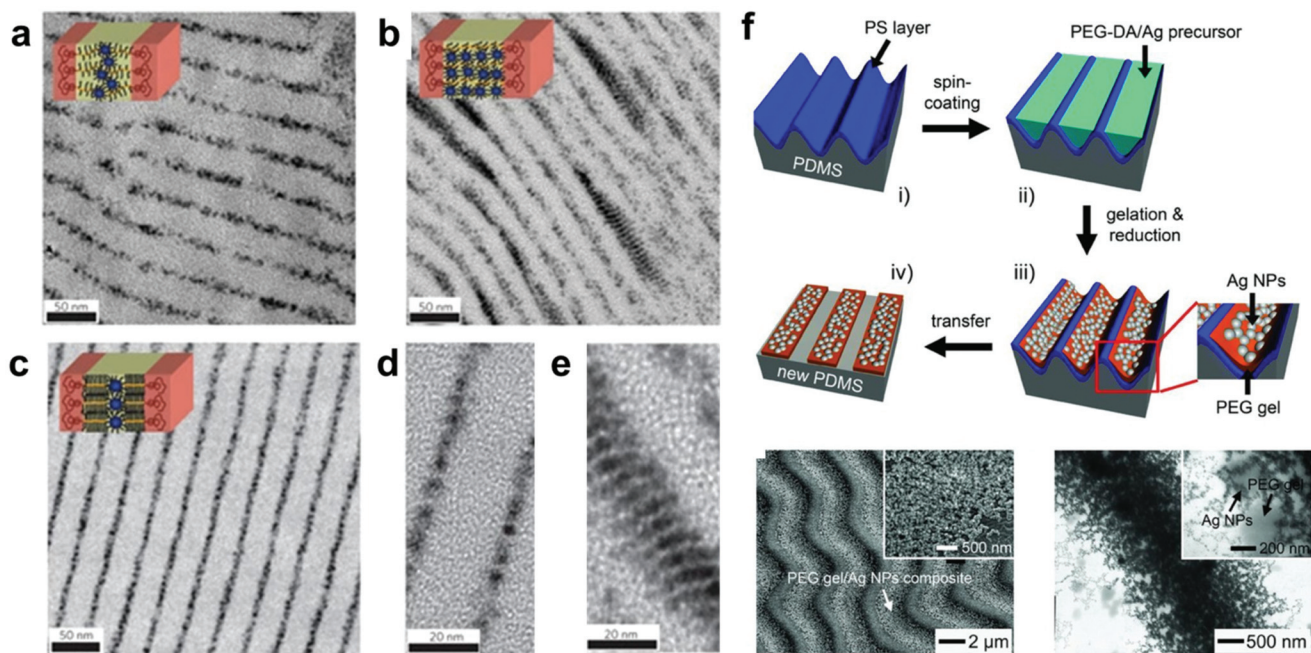 a
50 nm
b
50 nm
c
50 nm
d
20 nm
e
20 nm
f
PS layer
PDMS
i)
spin-
coating
PEG-DA/Ag precursor
ii)
gelation &
reduction
iii)
Ag NPs
PEG gel
transfer
iv)
new PDMS
500 nm
PEG gel/Ag NPs composite
2 µm
PEG gel
Ag NPs
200 nm
500 nm